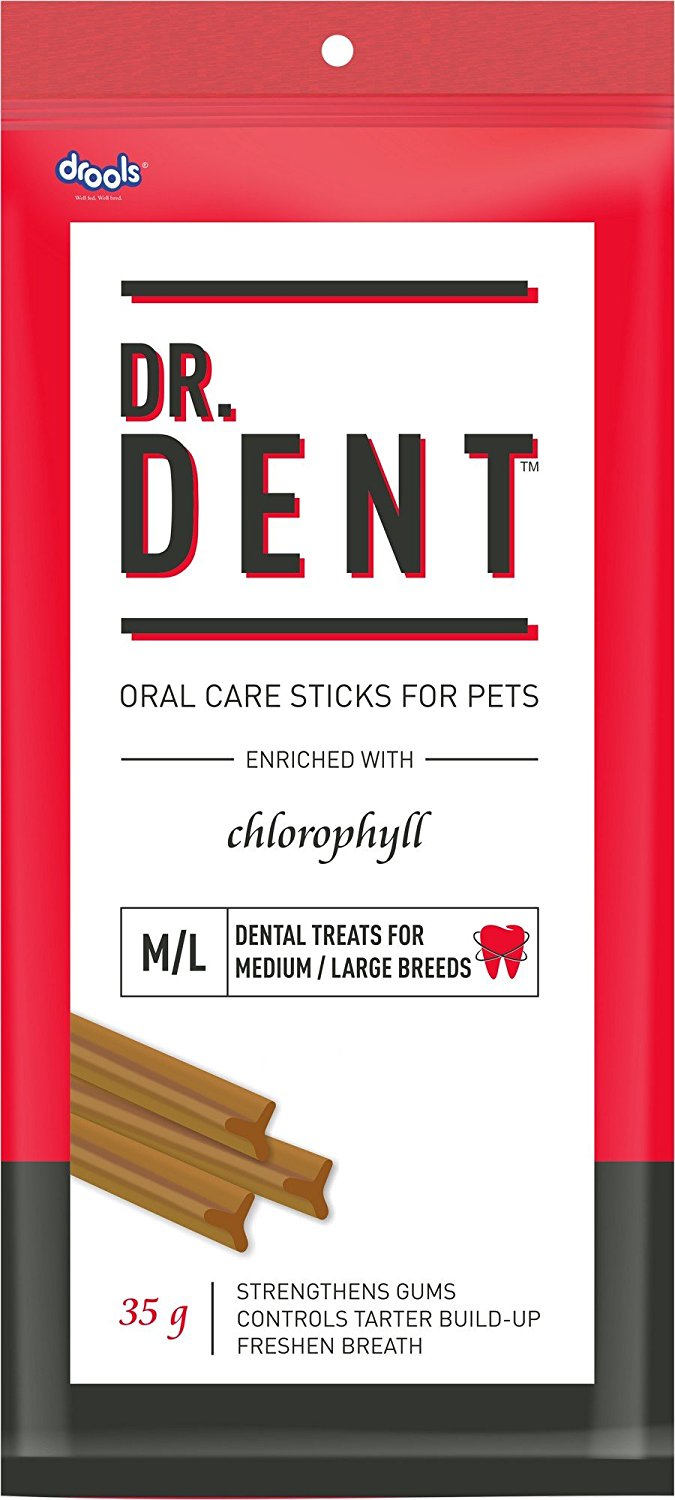 drools®
Well fed. Well bred.
DR.
DENT™
ORAL CARE STICKS FOR PETS
ENRICHED WITH
chlorophyll
M/L
DENTAL TREATS FOR
MEDIUM / LARGE BREEDS
35 g
STRENGTHENS GUMS
CONTROLS TARTER BUILD-UP
FRESHEN BREATH